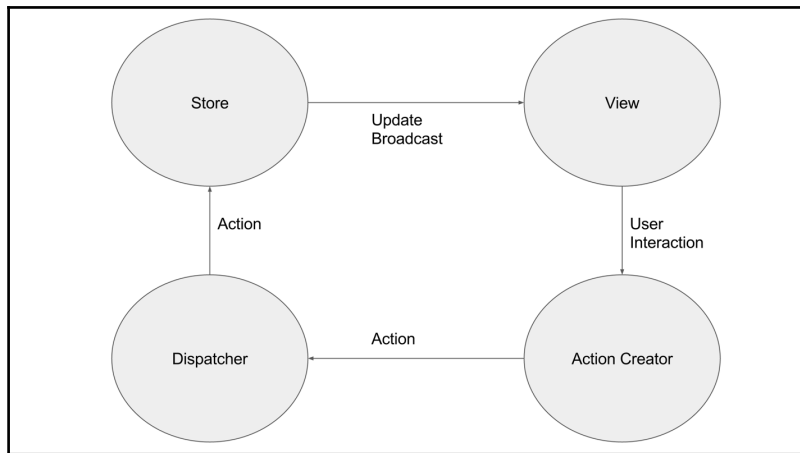 Store
View
Update
Broadcast
Action
User
Interaction
Dispatcher
Action
Action Creator